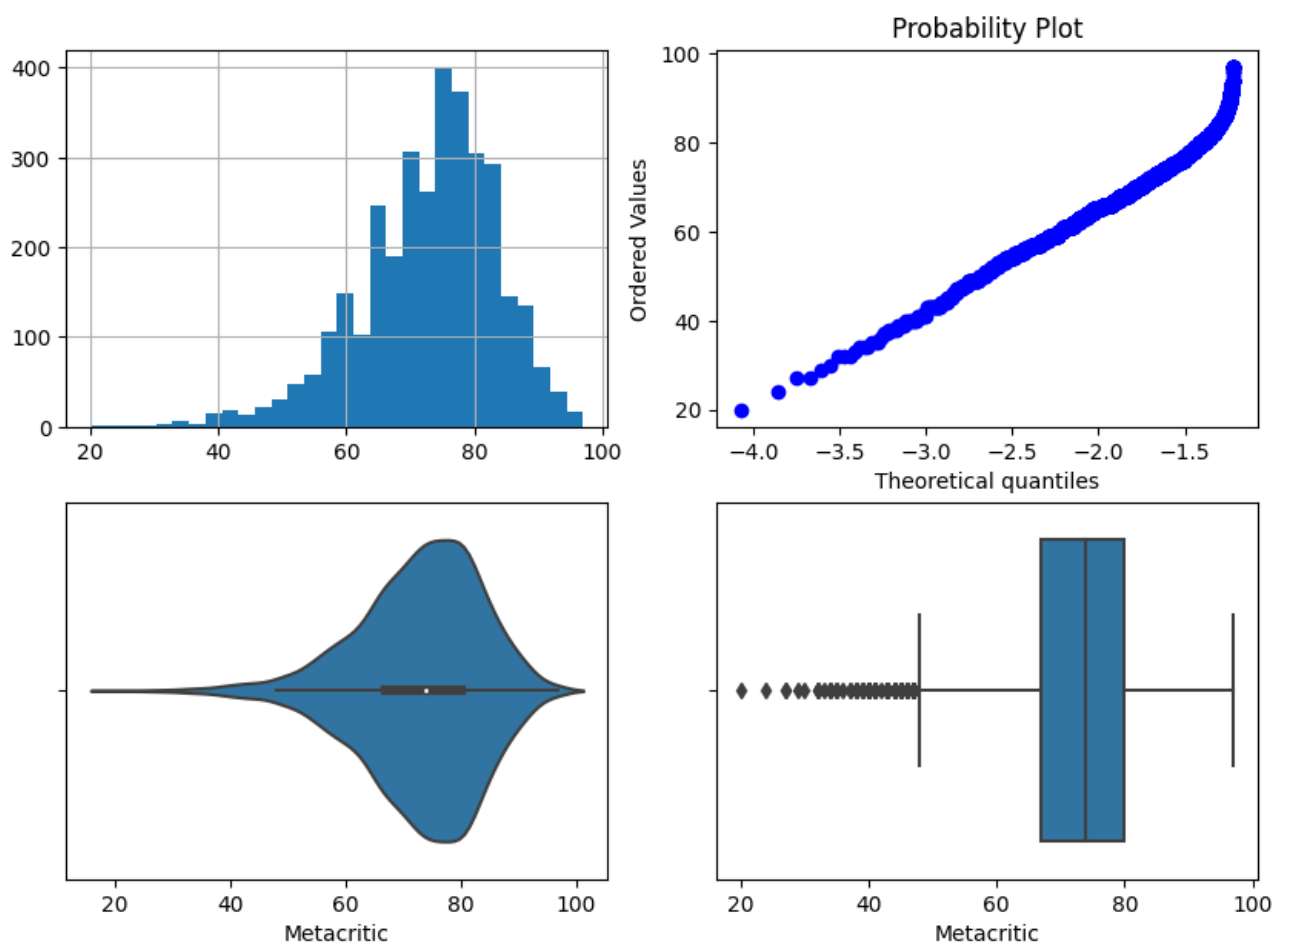 400
300
200
100
0
20 40 60 80 100
Probability Plot
Ordered Values
100
80
60
40
20
−4.0 −3.5 −3.0 −2.5 −2.0 −1.5
Theoretical quantiles
20 40 60 80 100
Metacritic
20 40 60 80 100
Metacritic